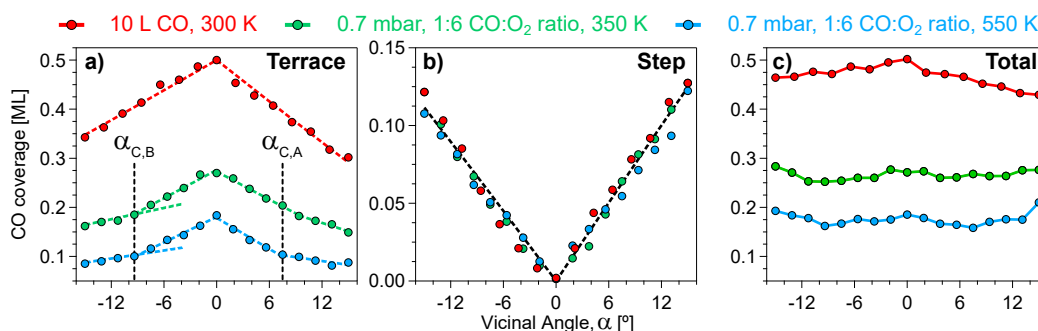 10 L CO, 300 K 0.7 mbar, 1:6 CO:O₂ ratio, 350 K 0.7 mbar, 1:6 CO:O₂ ratio, 550 K
a) Terrace
b) Step
c) Total
CO coverage [ML]
0.5
0.4
0.3
0.2
0.1
α_C,B
α_C,A
-12 -6 0 6 12
0.15
0.10
0.05
0.00
-12 -6 0 6 12
0.5
0.4
0.3
0.2
0.1
-12 -6 0 6 12
Vicinal Angle, α [º]